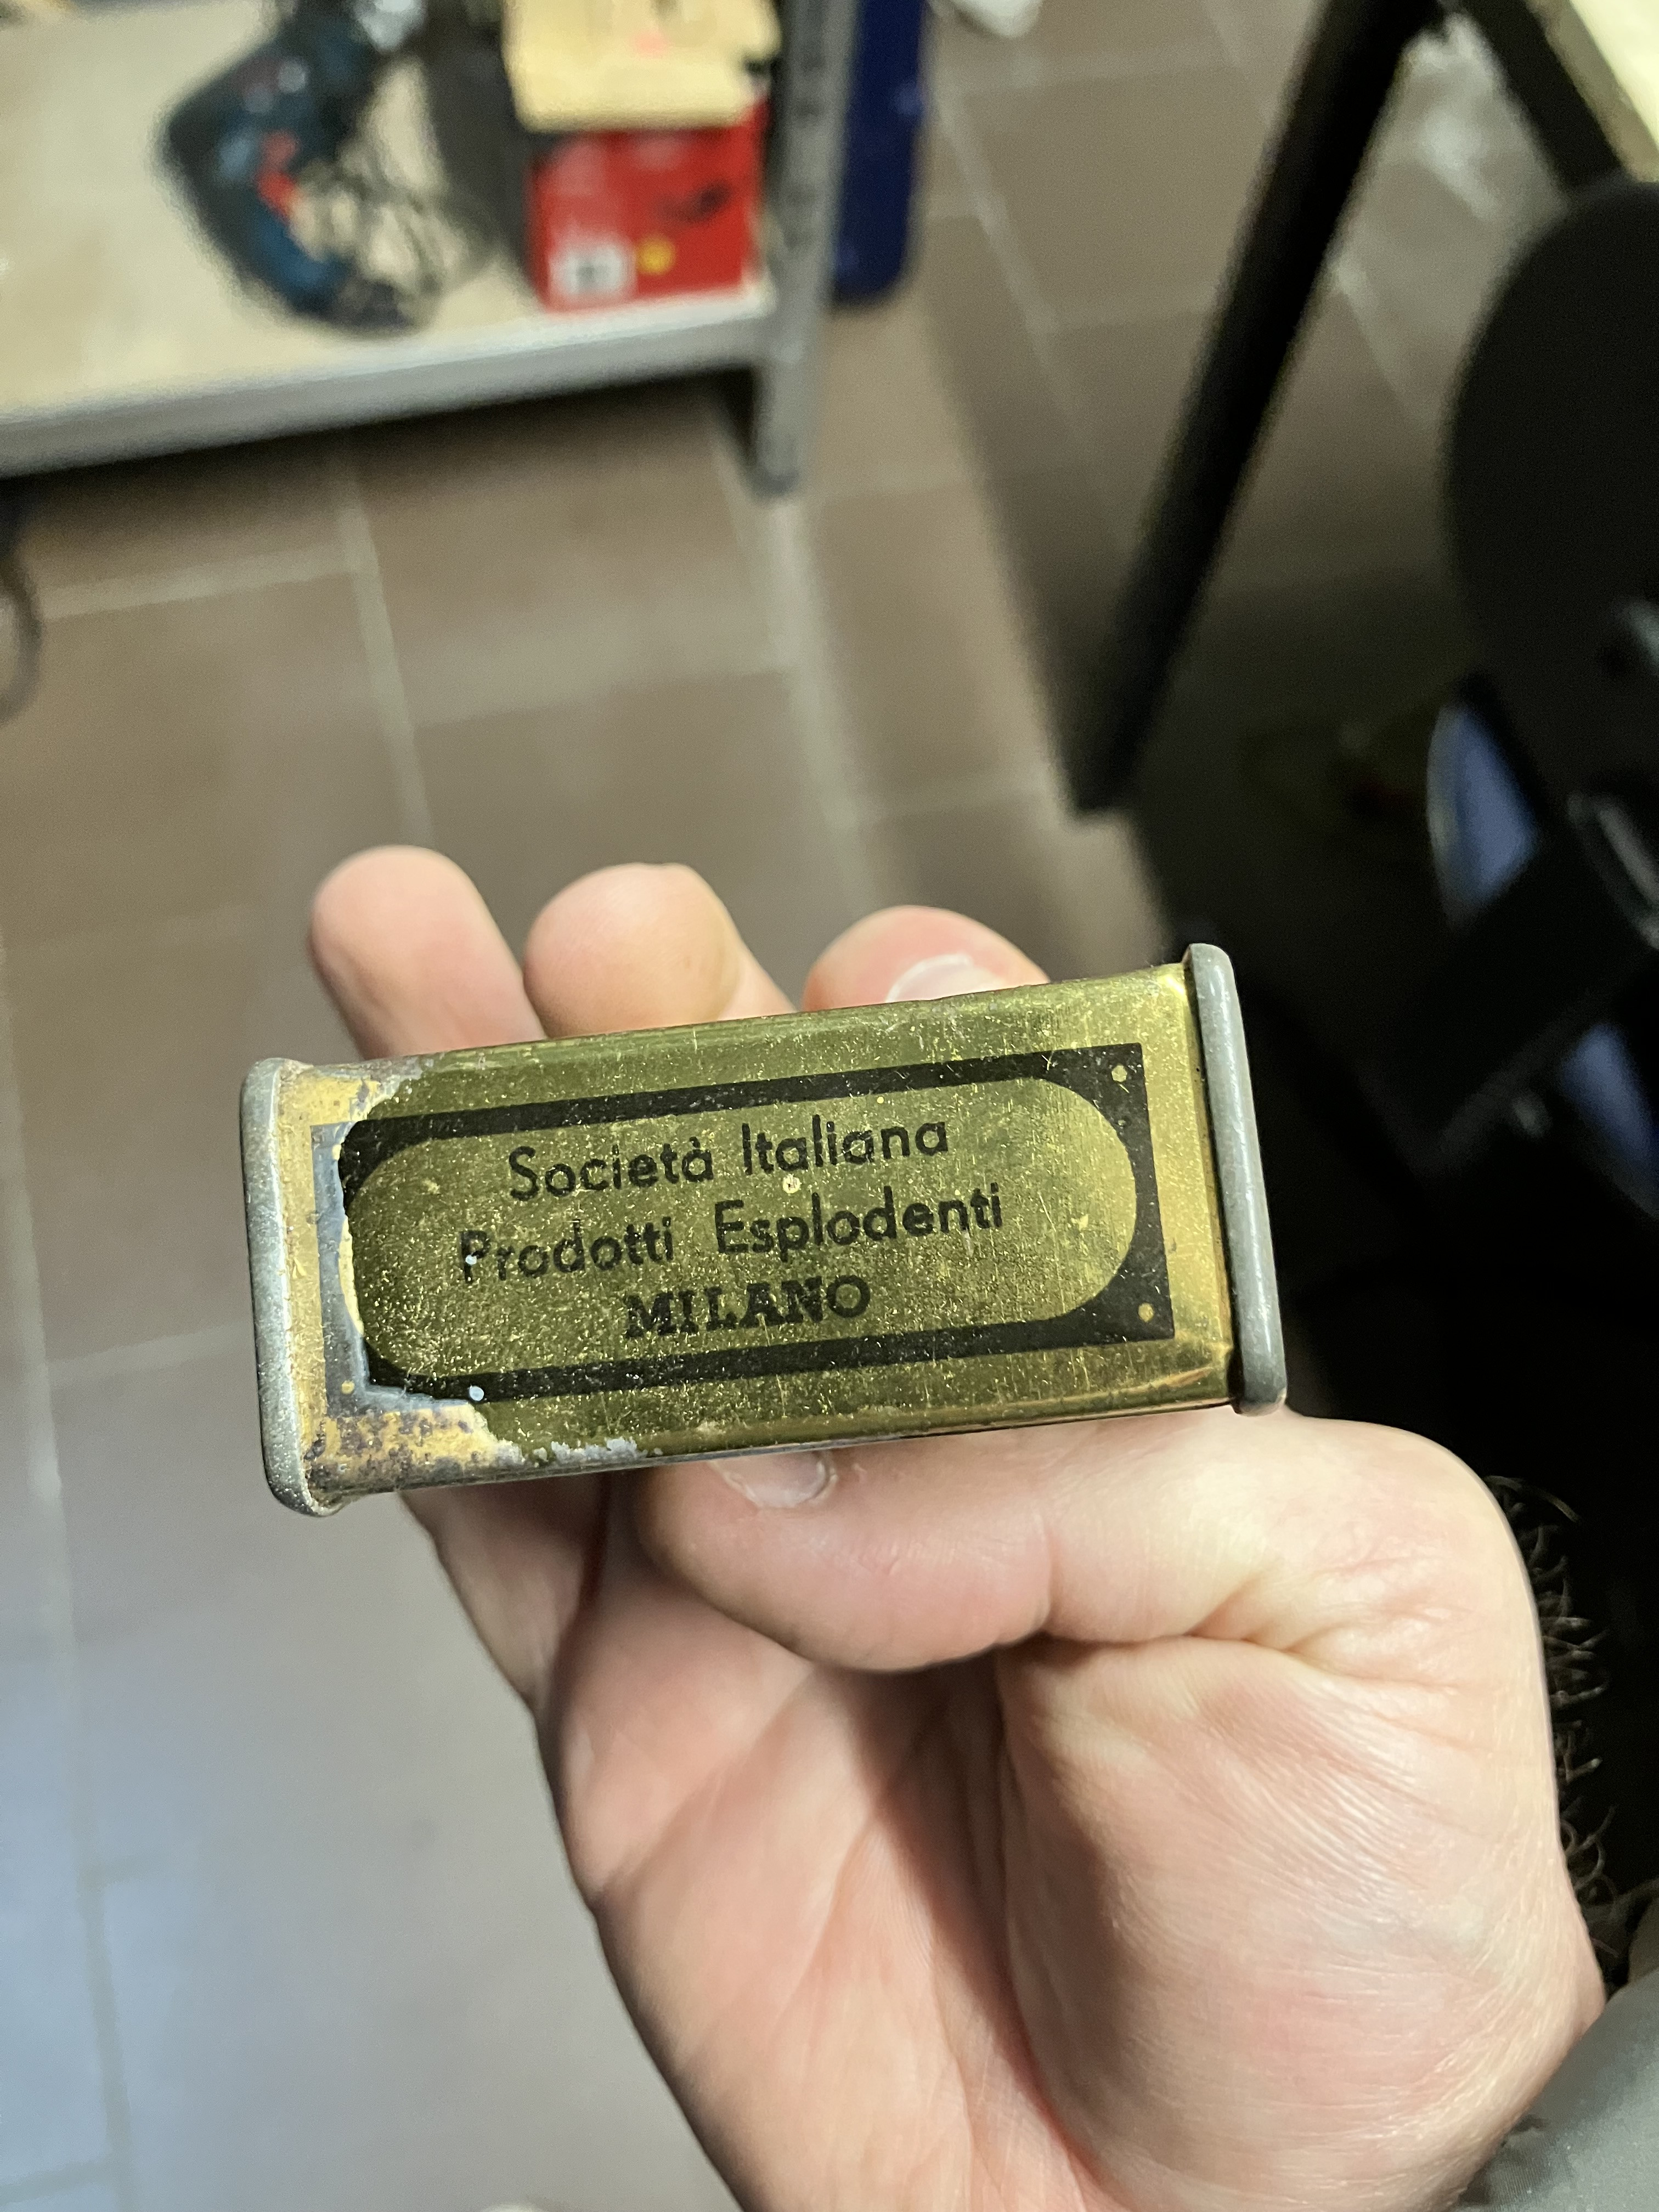 Società Italiana
Prodotti Esplodenti
MILANO